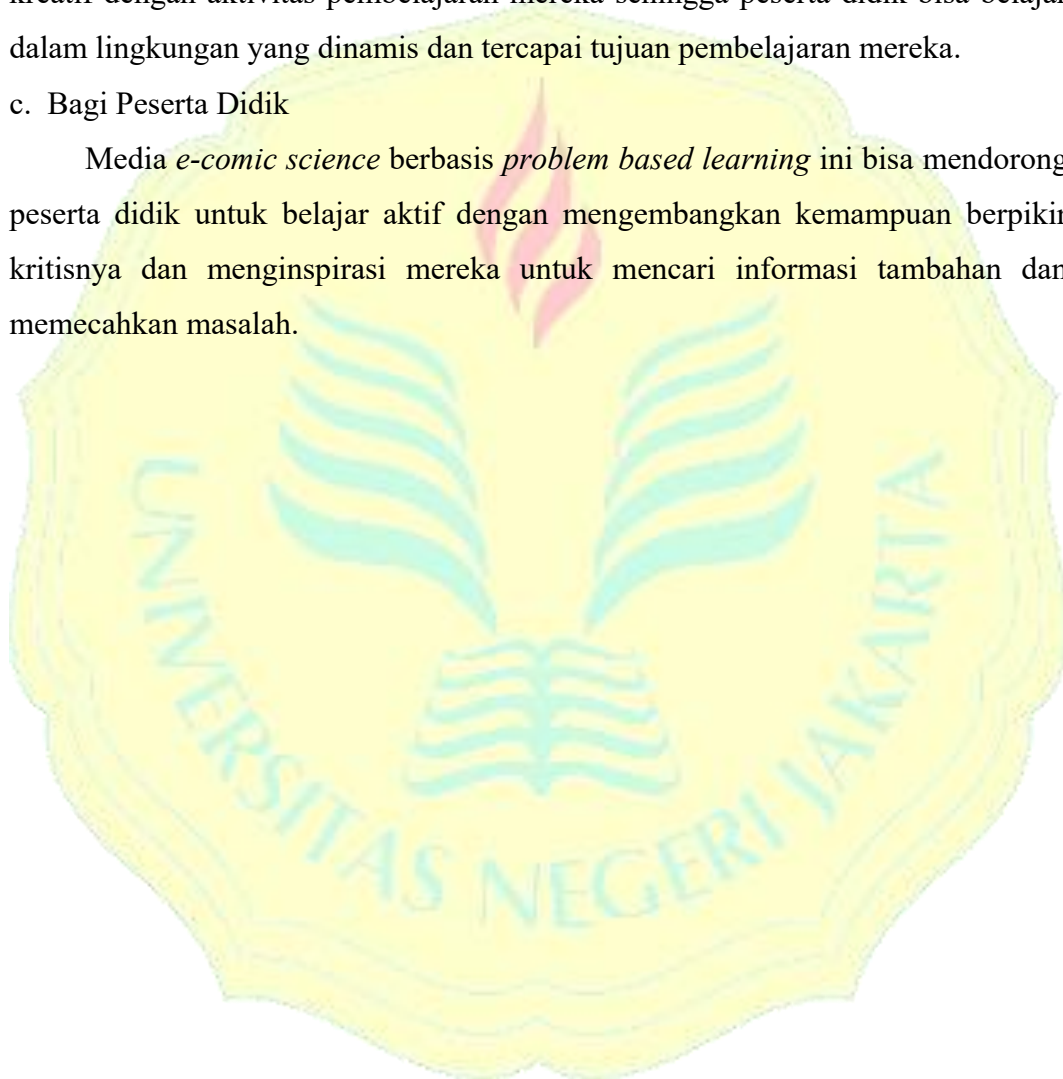 kreatif dengan aktivitas pembelajaran mereka sehingga peserta didik bisa belajar
dalam lingkungan yang dinamis dan tercapai tujuan pembelajaran mereka.
c. Bagi Peserta Didik
Media e-comic science berbasis problem based learning ini bisa mendorong
peserta didik untuk belajar aktif dengan mengembangkan kemampuan berpikir
kritisnya dan menginspirasi mereka untuk mencari informasi tambahan dan
memecahkan masalah.
UNIVERSITAS NEGERI JAKARTA